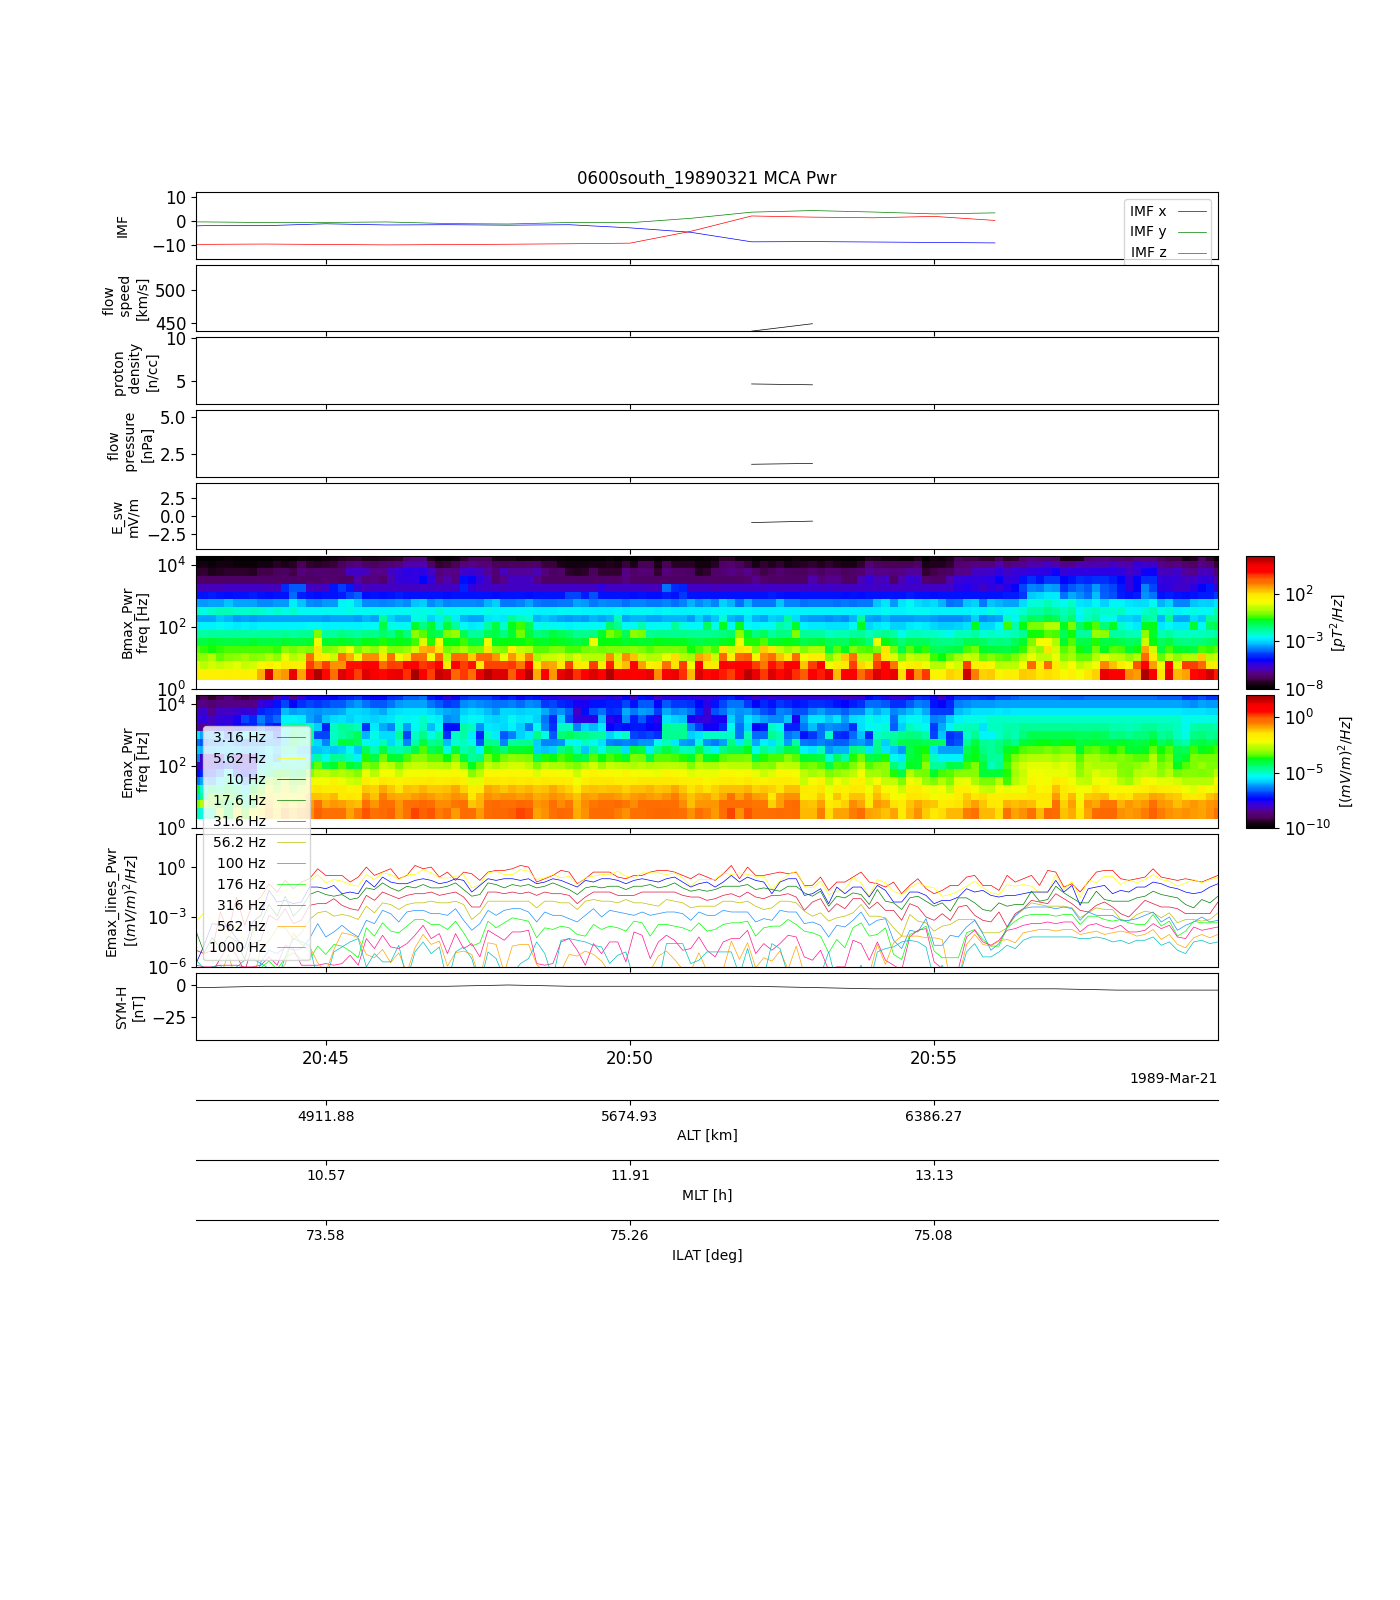 0600south_19890321 MCA Pwr
10
0
−10
IMF
IMF x
IMF y
IMF z
500
450
flow
speed
[km/s]
10
5
proton
density
[n/cc]
5.0
2.5
flow
pressure
[nPa]
2.5
0.0
−2.5
E_sw
mV/m
10^4
10^2
10^0
Bmax_Pwr
freq [Hz]
10^2
10^−3
10^−8
[pT^2/Hz]
10^4
10^2
10^0
Emax_Pwr
freq [Hz]
10^0
10^−5
10^−10
[(mV/m)^2/Hz]
3.16 Hz
5.62 Hz
10 Hz
17.6 Hz
31.6 Hz
56.2 Hz
100 Hz
176 Hz
316 Hz
562 Hz
1000 Hz
10^0
10^−3
10^−6
Emax_lines_Pwr
[(mV/m)^2/Hz]
0
−25
SYM-H
[nT]
20:45 20:50 20:55
1989-Mar-21
4911.88 5674.93 6386.27
ALT [km]
10.57 11.91 13.13
MLT [h]
73.58 75.26 75.08
ILAT [deg]